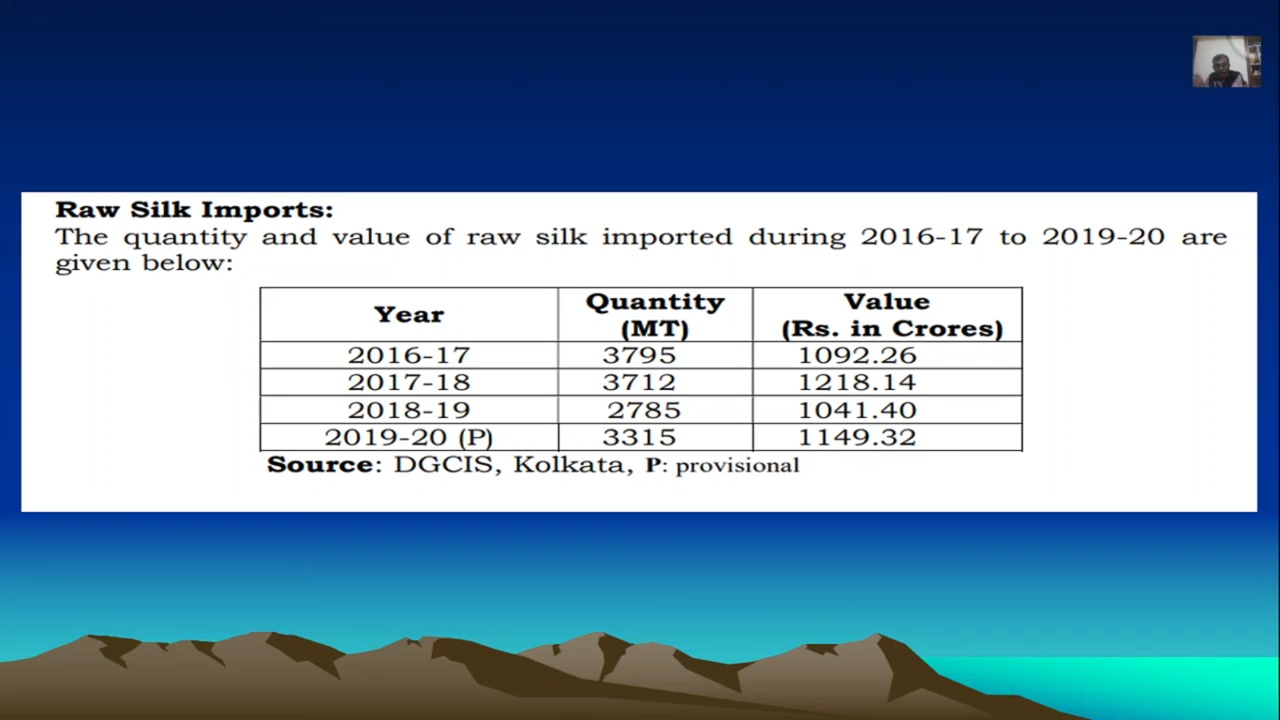 Raw Silk Imports:
The quantity and value of raw silk imported during 2016-17 to 2019-20 are
given below:
Year Quantity (MT) Value (Rs. in Crores)
2016-17 3795 1092.26
2017-18 3712 1218.14
2018-19 2785 1041.40
2019-20 (P) 3315 1149.32
Source: DGCIS, Kolkata, P: provisional